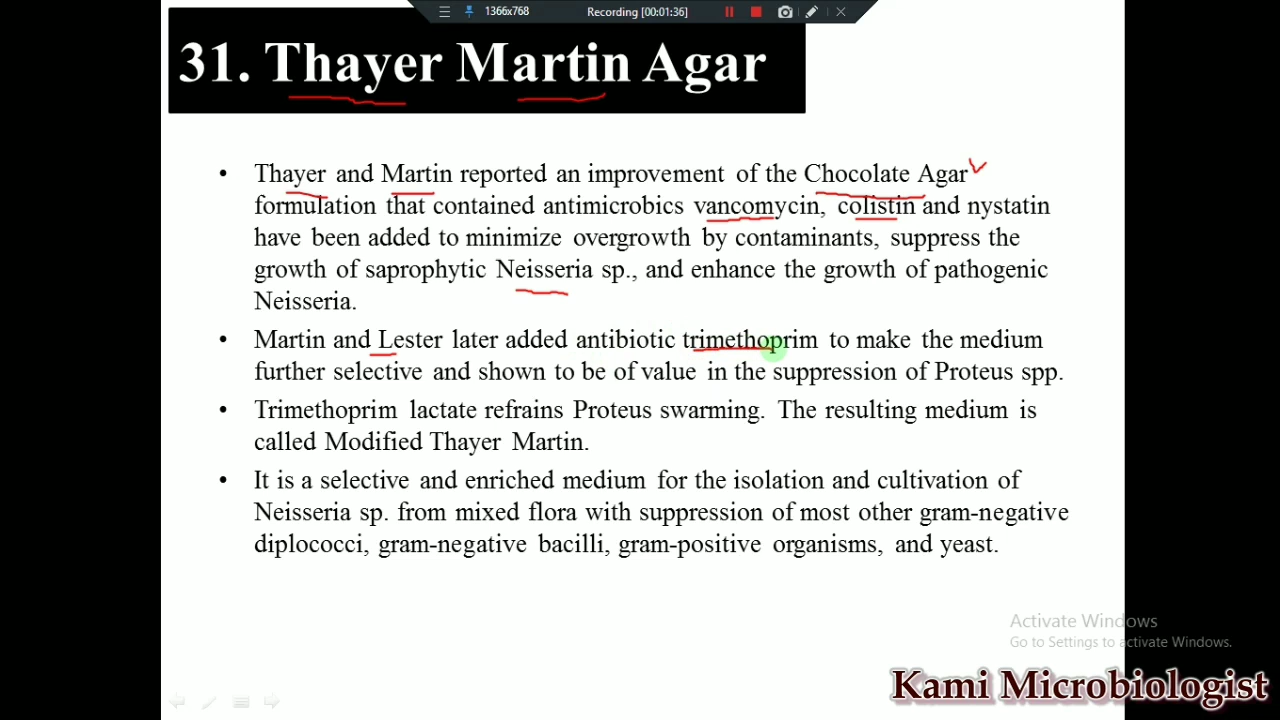 1366x768
Recording [00:01:36]
31. Thayer Martin Agar
• Thayer and Martin reported an improvement of the Chocolate Agar
formulation that contained antimicrobics vancomycin, colistin and nystatin
have been added to minimize overgrowth by contaminants, suppress the
growth of saprophytic Neisseria sp., and enhance the growth of pathogenic
Neisseria.
• Martin and Lester later added antibiotic trimethoprim to make the medium
further selective and shown to be of value in the suppression of Proteus spp.
• Trimethoprim lactate refrains Proteus swarming. The resulting medium is
called Modified Thayer Martin.
• It is a selective and enriched medium for the isolation and cultivation of
Neisseria sp. from mixed flora with suppression of most other gram-negative
diplococci, gram-negative bacilli, gram-positive organisms, and yeast.
Activate Windows
Go to Settings to activate Windows.
Kami Microbiologist